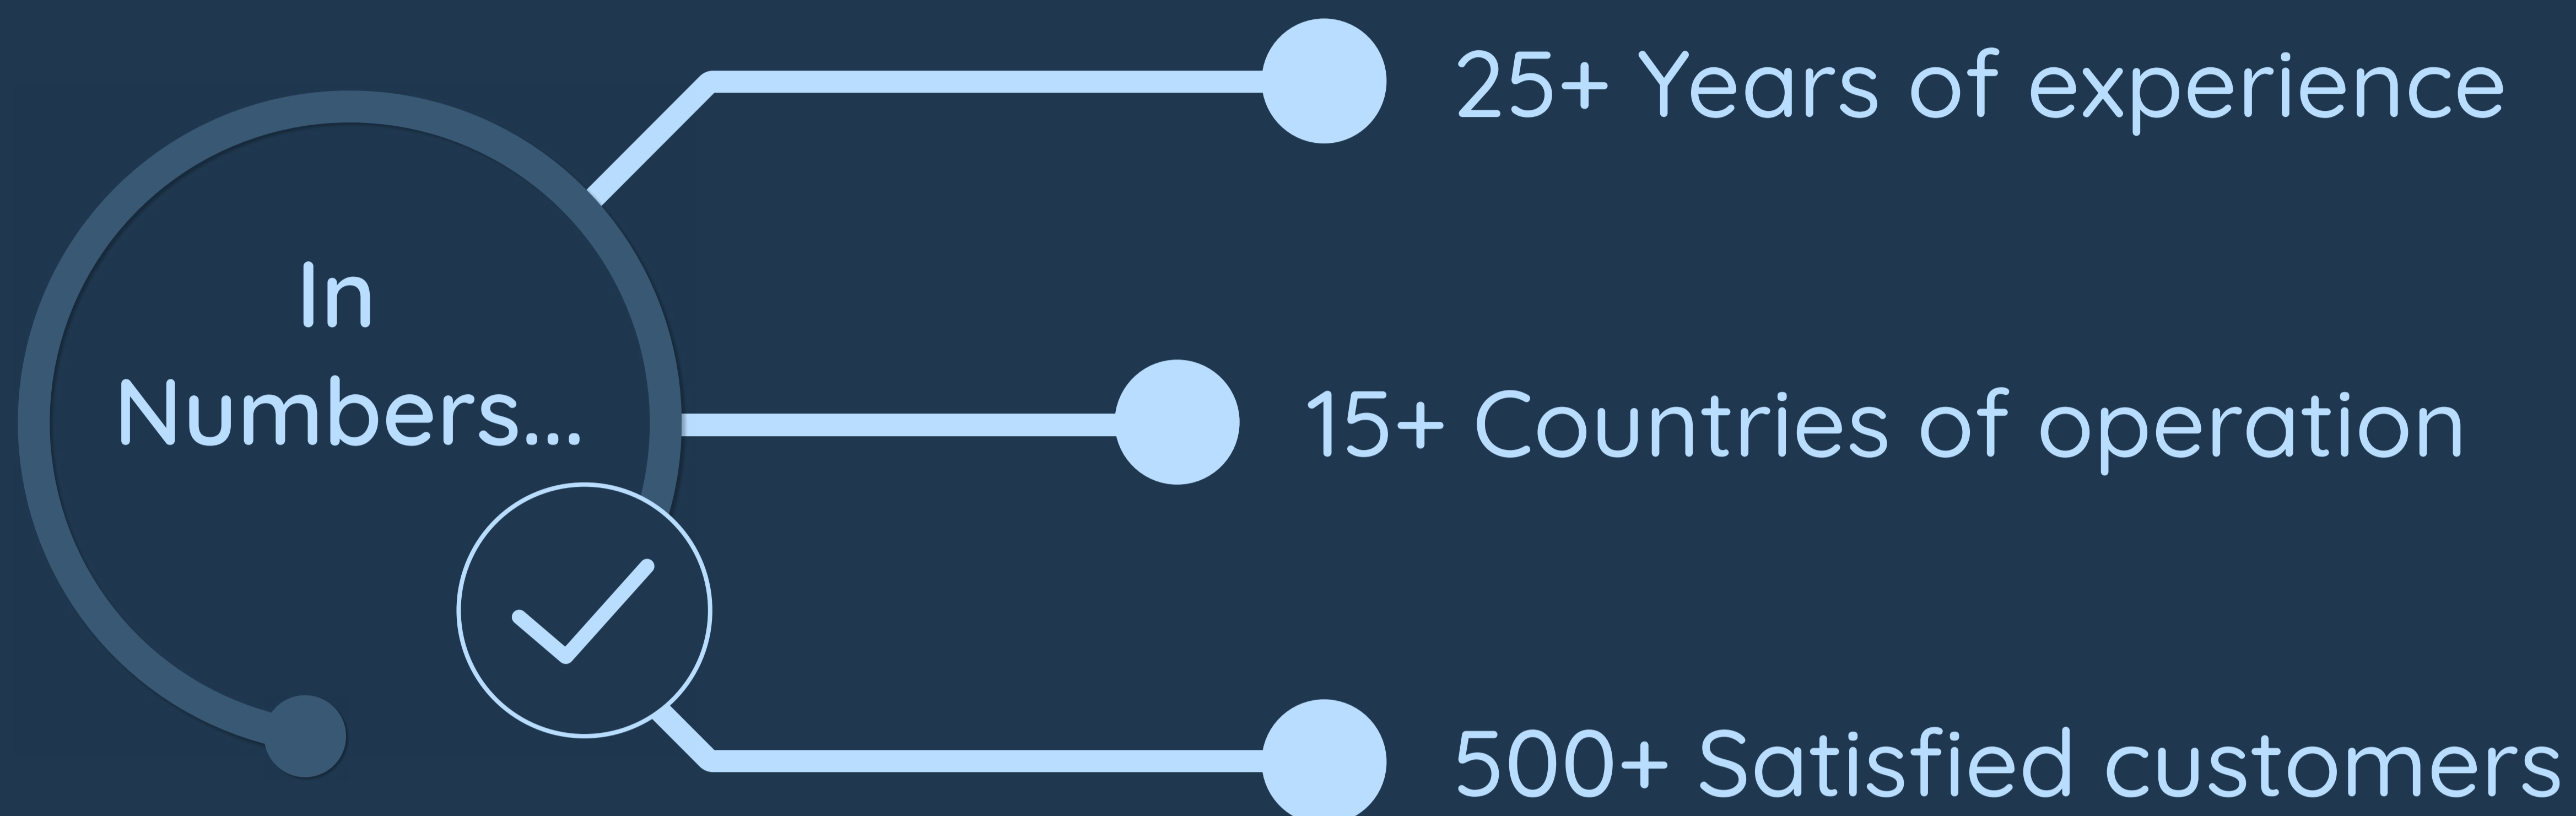 In
Numbers...
25+ Years of experience
15+ Countries of operation
500+ Satisfied customers